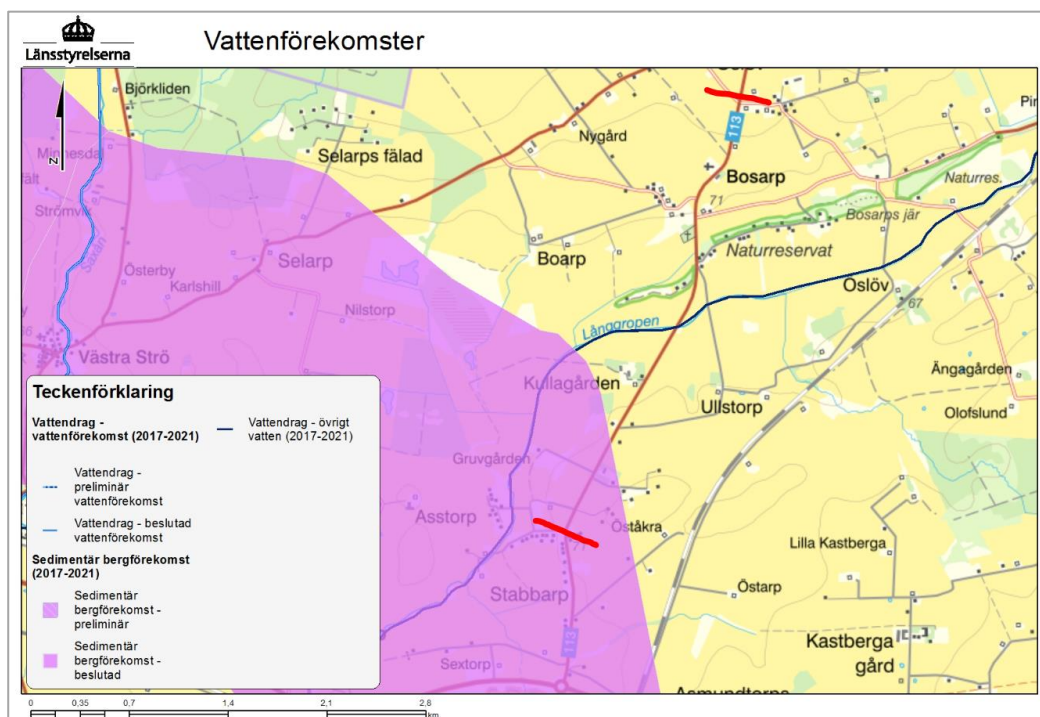 Länsstyrelserna
Vattenförekomster
Z
Björkliden
Selarps fälad
Nygård
113
Bosarp
71
Naturres.
Bosarps jär
Naturreservat
Boarp
Oslöv
67
Långgropen
Selarp
Österby
Karlshill
Nilstorp
Säxån
Västra Strö
Kullagården
Ullstorp
Ängagården
Olofslund
Gruvgården
Asstorp
Öståkra
Lilla Kastberga
Östarp
Stabbarp
Kastberga
gård
113
Sextorp
Teckenförklaring
Vattendrag -
vattenförekomst (2017-2021)
Vattendrag - övrigt
vatten (2017-2021)
Vattendrag -
preliminär
vattenförekomst
Vattendrag - beslutad
vattenförekomst
Sedimentär bergförekomst
(2017-2021)
Sedimentär
bergförekomst -
preliminär
Sedimentär
bergförekomst -
beslutad
0 0,35 0,7 1,4 2,1 2,8
km